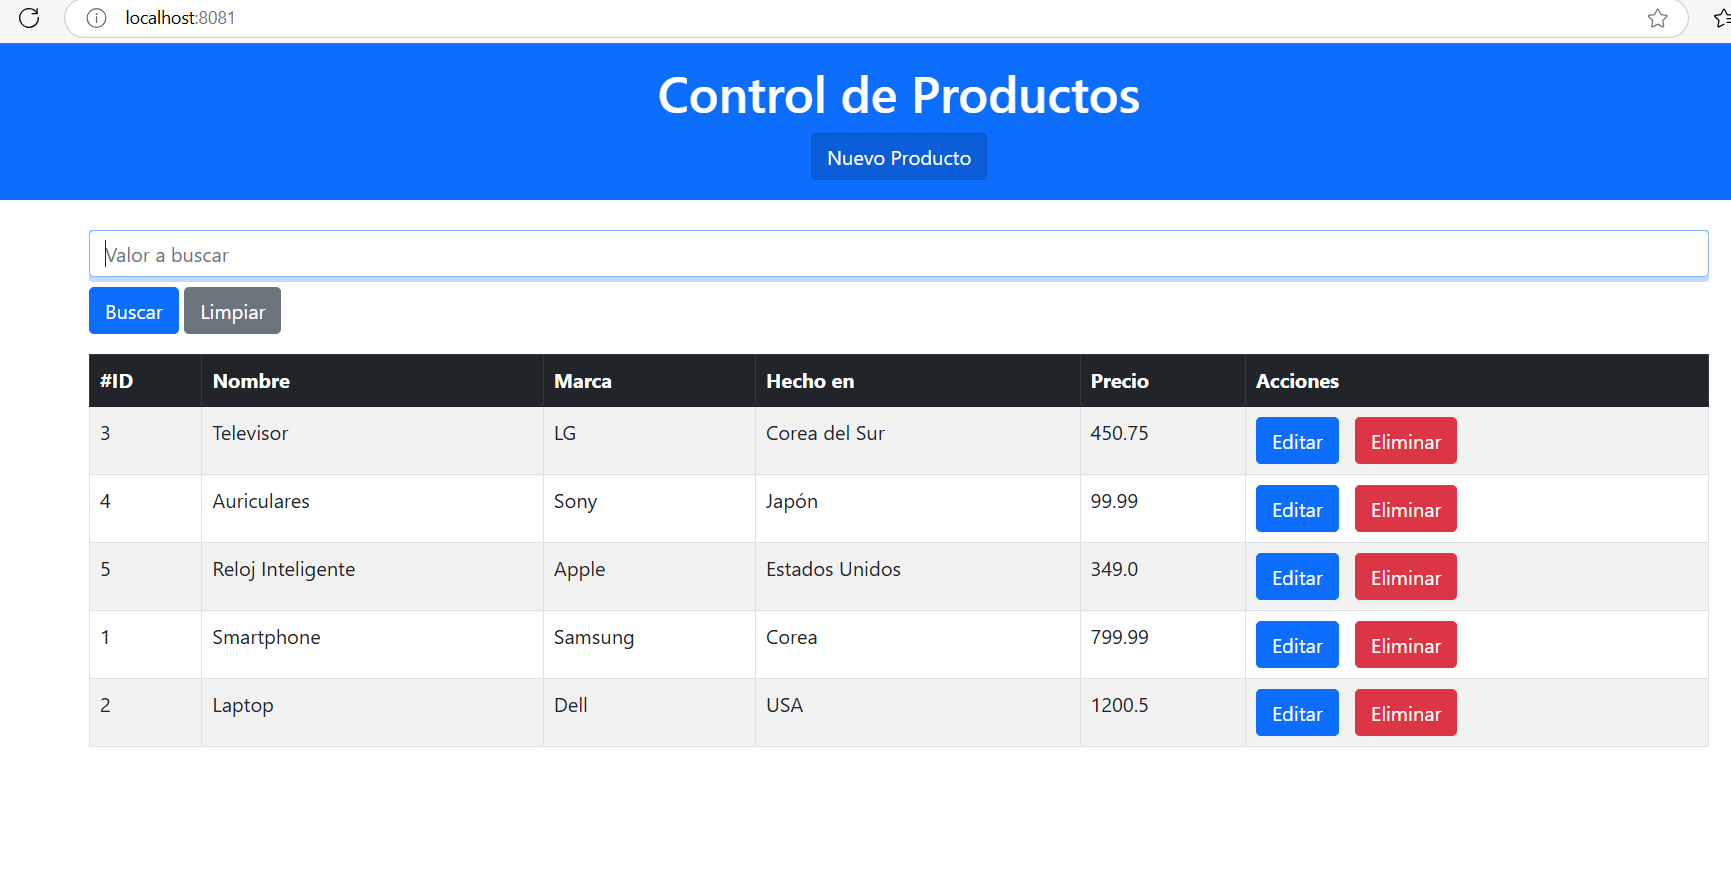 localhost:8081
Control de Productos
Nuevo Producto
Valor a buscar
Buscar Limpiar
#ID Nombre Marca Hecho en Precio Acciones
3 Televisor LG Corea del Sur 450.75 Editar Eliminar
4 Auriculares Sony Japón 99.99 Editar Eliminar
5 Reloj Inteligente Apple Estados Unidos 349.0 Editar Eliminar
1 Smartphone Samsung Corea 799.99 Editar Eliminar
2 Laptop Dell USA 1200.5 Editar Eliminar